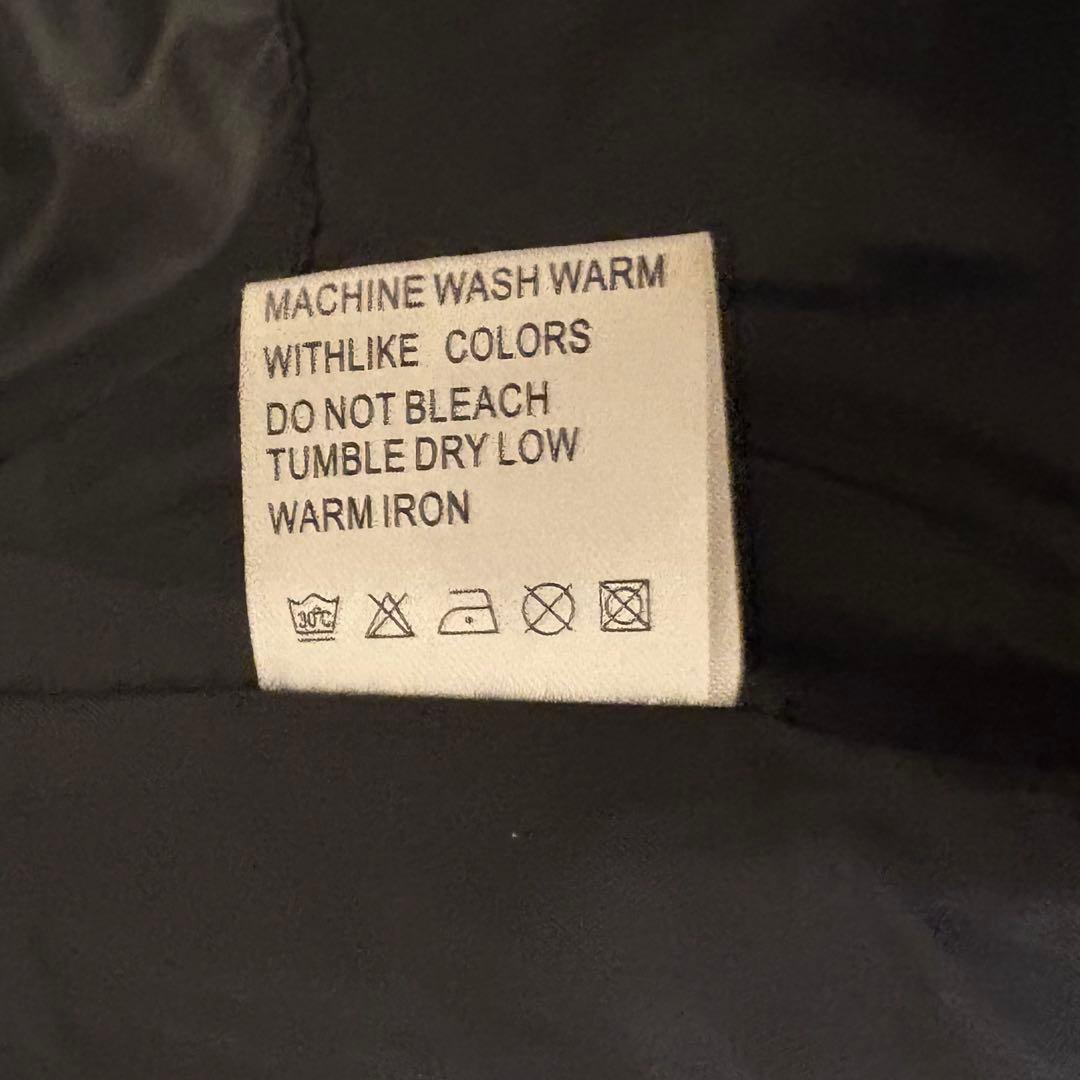 MACHINE WASH WARM
WITHLIKE COLORS
DO NOT BLEACH
TUMBLE DRY LOW
WARM IRON
30°C